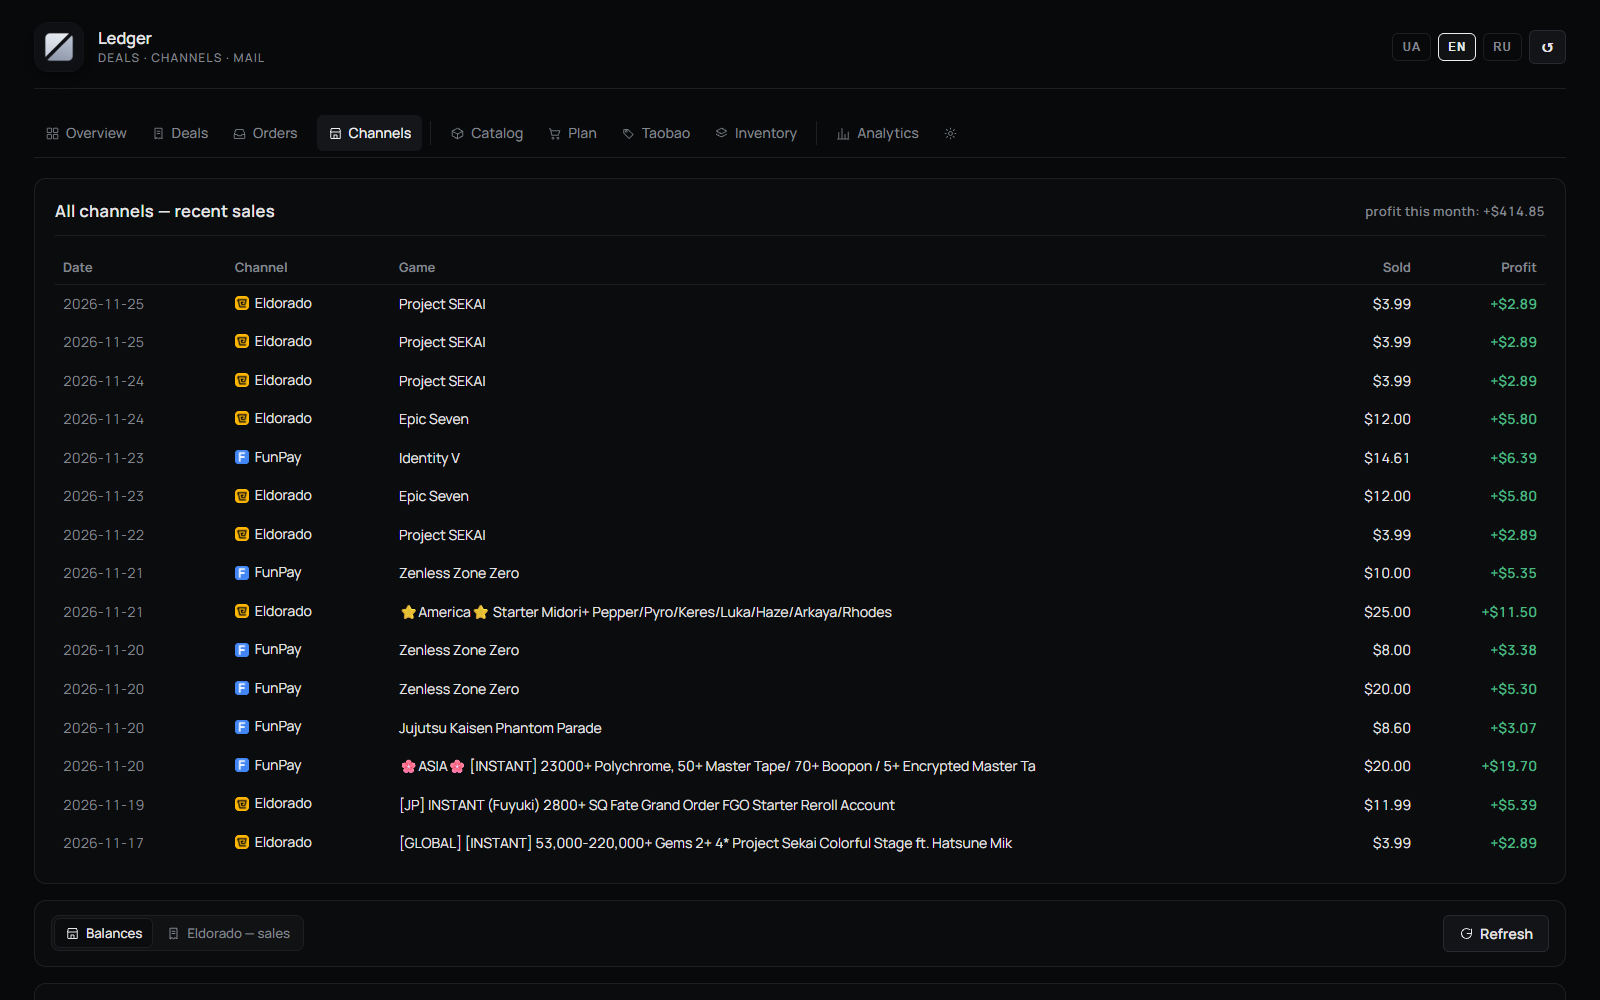 Ledger
DEALS · CHANNELS · MAIL
UA EN RU ↺
Overview Deals Orders Channels Catalog Plan Taobao Inventory Analytics
All channels — recent sales profit this month: +$414.85
Date Channel Game Sold Profit
2026-11-25 Eldorado Project SEKAI $3.99 +$2.89
2026-11-25 Eldorado Project SEKAI $3.99 +$2.89
2026-11-24 Eldorado Project SEKAI $3.99 +$2.89
2026-11-24 Eldorado Epic Seven $12.00 +$5.80
2026-11-23 F FunPay Identity V $14.61 +$6.39
2026-11-23 Eldorado Epic Seven $12.00 +$5.80
2026-11-22 Eldorado Project SEKAI $3.99 +$2.89
2026-11-21 F FunPay Zenless Zone Zero $10.00 +$5.35
2026-11-21 Eldorado ⭐America⭐ Starter Midori+ Pepper/Pyro/Keres/Luka/Haze/Arkaya/Rhodes $25.00 +$11.50
2026-11-20 F FunPay Zenless Zone Zero $8.00 +$3.38
2026-11-20 F FunPay Zenless Zone Zero $20.00 +$5.30
2026-11-20 F FunPay Jujutsu Kaisen Phantom Parade $8.60 +$3.07
2026-11-20 F FunPay 🌸ASIA🌸 [INSTANT] 23000+ Polychrome, 50+ Master Tape/ 70+ Boopon / 5+ Encrypted Master Ta $20.00 +$19.70
2026-11-19 Eldorado [JP] INSTANT (Fuyuki) 2800+ SQ Fate Grand Order FGO Starter Reroll Account $11.99 +$5.39
2026-11-17 Eldorado [GLOBAL] [INSTANT] 53,000-220,000+ Gems 2+ 4* Project Sekai Colorful Stage ft. Hatsune Mik $3.99 +$2.89
Balances Eldorado — sales Refresh